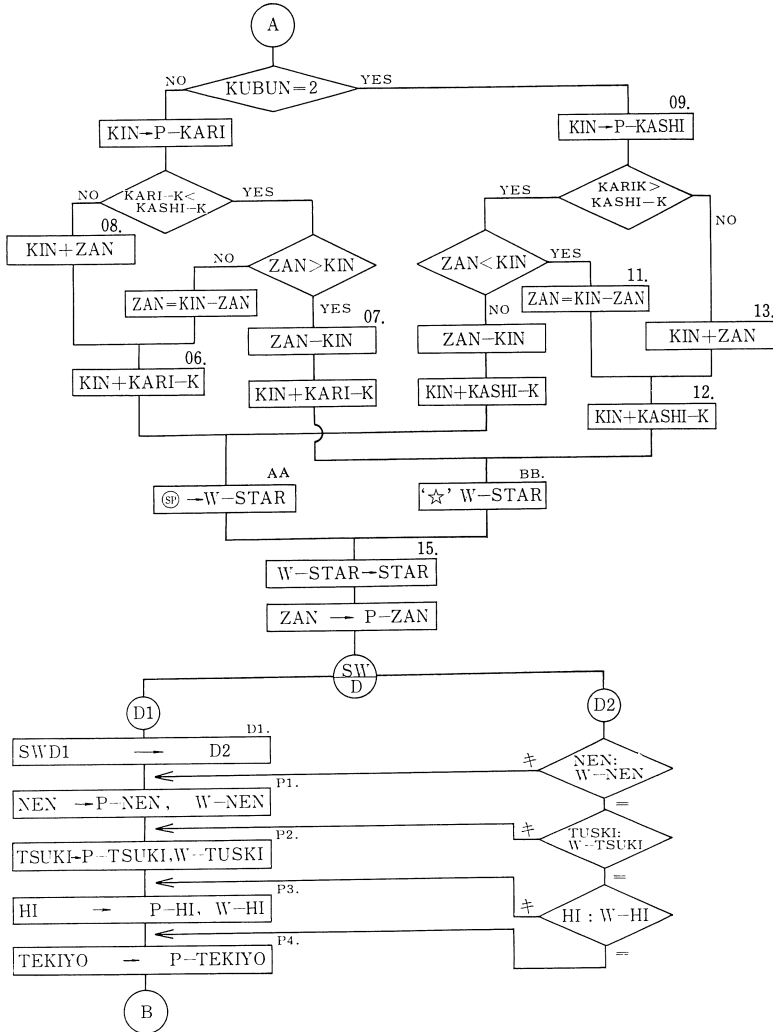 A
KUBUN=2
NO
YES
09.
KIN→P-KARI
KIN→P-KASHI
NO
KARI-K<
KASHI-K
YES
YES
KARIK>
KASHI-K
NO
08.
KIN+ZAN
NO
ZAN>KIN
ZAN<KIN
YES
11.
ZAN=KIN-ZAN
YES
07.
NO
ZAN=KIN-ZAN
13.
ZAN-KIN
ZAN-KIN
KIN+ZAN
06.
KIN+KARI-K
KIN+KARI-K
KIN+KASHI-K
12.
KIN+KASHI-K
AA
BB.
SP→W-STAR
'☆' W-STAR
15.
W-STAR→STAR
ZAN → P-ZAN
SW
D
D1
D2
D1.
SWD1 → D2
≠
NEN:
W-NEN
P1.
=
NEN →P-NEN, W-NEN
P2.
≠
TUSKI:
W-TSUKI
TSUKI→P-TSUKI,W-TUSKI
=
P3.
HI → P-HI, W-HI
≠
HI : W-HI
P4.
=
TEKIYO → P-TEKIYO
B